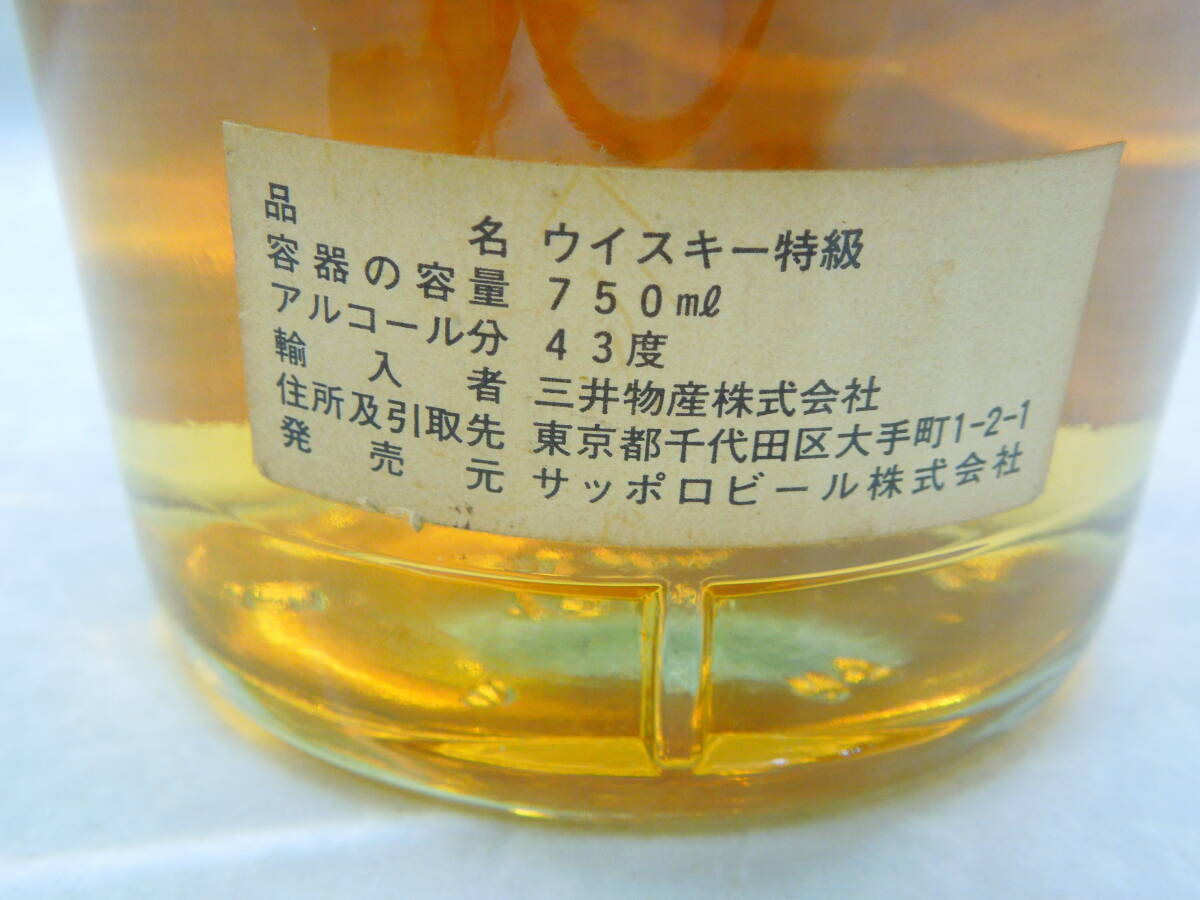 品名 ウイスキー特級
容器の容量 750mℓ
アルコール分 43度
輸入者 三井物産株式会社
住所及引取先 東京都千代田区大手町1-2-1
発売元 サッポロビール株式会社